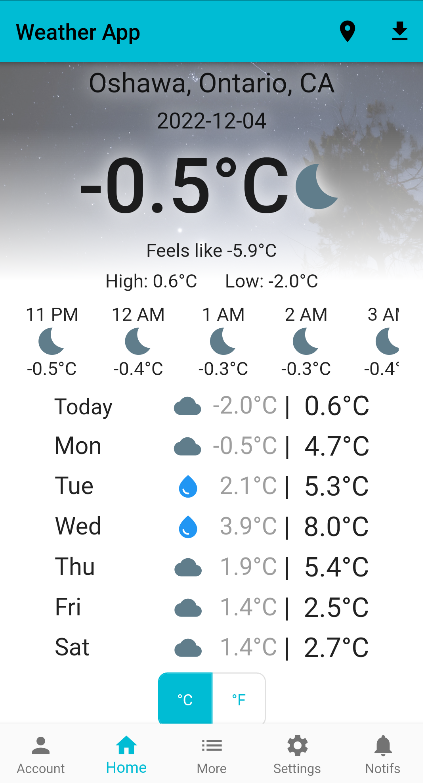 Weather App
Oshawa, Ontario, CA
2022-12-04
-0.5°C
Feels like -5.9°C
High: 0.6°C Low: -2.0°C
11 PM 12 AM 1 AM 2 AM 3
-0.5°C -0.4°C -0.3°C -0.3°C -0.4°
Today -2.0°C | 0.6°C
Mon -0.5°C | 4.7°C
Tue 2.1°C | 5.3°C
Wed 3.9°C | 8.0°C
Thu 1.9°C | 5.4°C
Fri 1.4°C | 2.5°C
Sat 1.4°C | 2.7°C
°C °F
Account Home More Settings Notifs